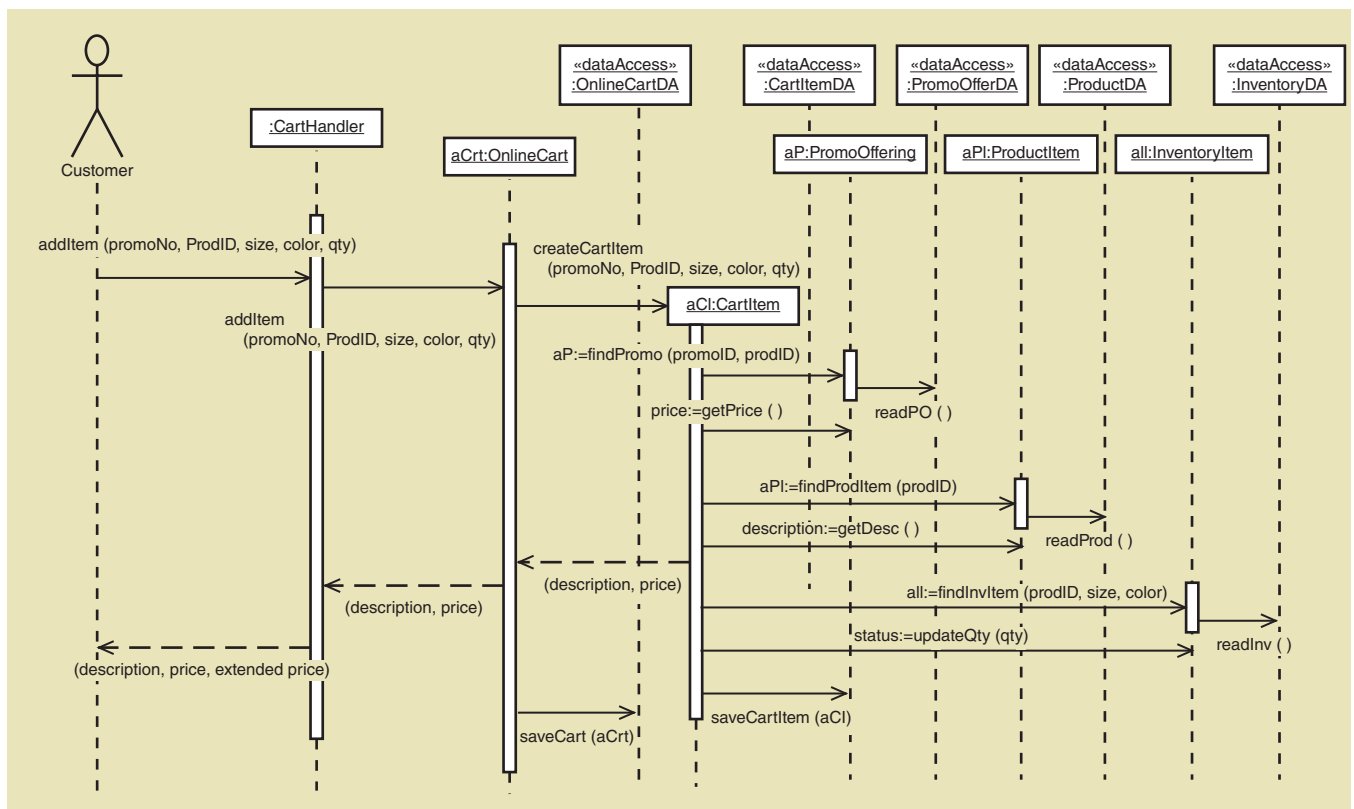 «dataAccess»
:OnlineCartDA
«dataAccess»
:CartItemDA
«dataAccess»
:PromoOfferDA
«dataAccess»
:ProductDA
«dataAccess»
:InventoryDA
:CartHandler
aCrt:OnlineCart
aP:PromoOffering
aPI:ProductItem
aII:InventoryItem
Customer
addItem (promoNo, ProdID, size, color, qty)
createCartItem
(promoNo, ProdID, size, color, qty)
aCI:CartItem
addItem
(promoNo, ProdID, size, color, qty)
aP:=findPromo (promoID, prodID)
price:=getPrice ( )
readPO ( )
aPI:=findProdItem (prodID)
description:=getDesc ( )
readProd ( )
(description, price)
(description, price)
aII:=findInvItem (prodID, size, color)
status:=updateQty (qty)
readInv ( )
(description, price, extended price)
saveCartItem (aCI)
saveCart (aCrt)